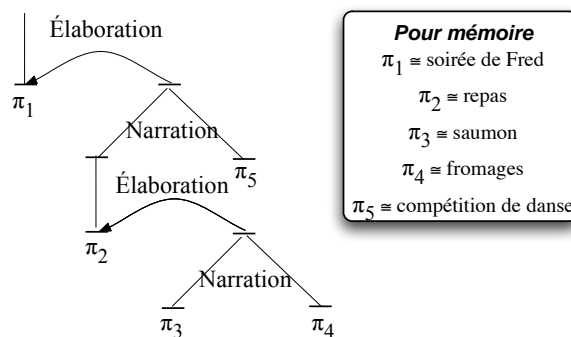 Élaboration
π1
Narration
π5
Élaboration
π2
Narration
π3
π4
Pour mémoire
π1 ≅ soirée de Fred
π2 ≅ repas
π3 ≅ saumon
π4 ≅ fromages
π5 ≅ compétition de danse